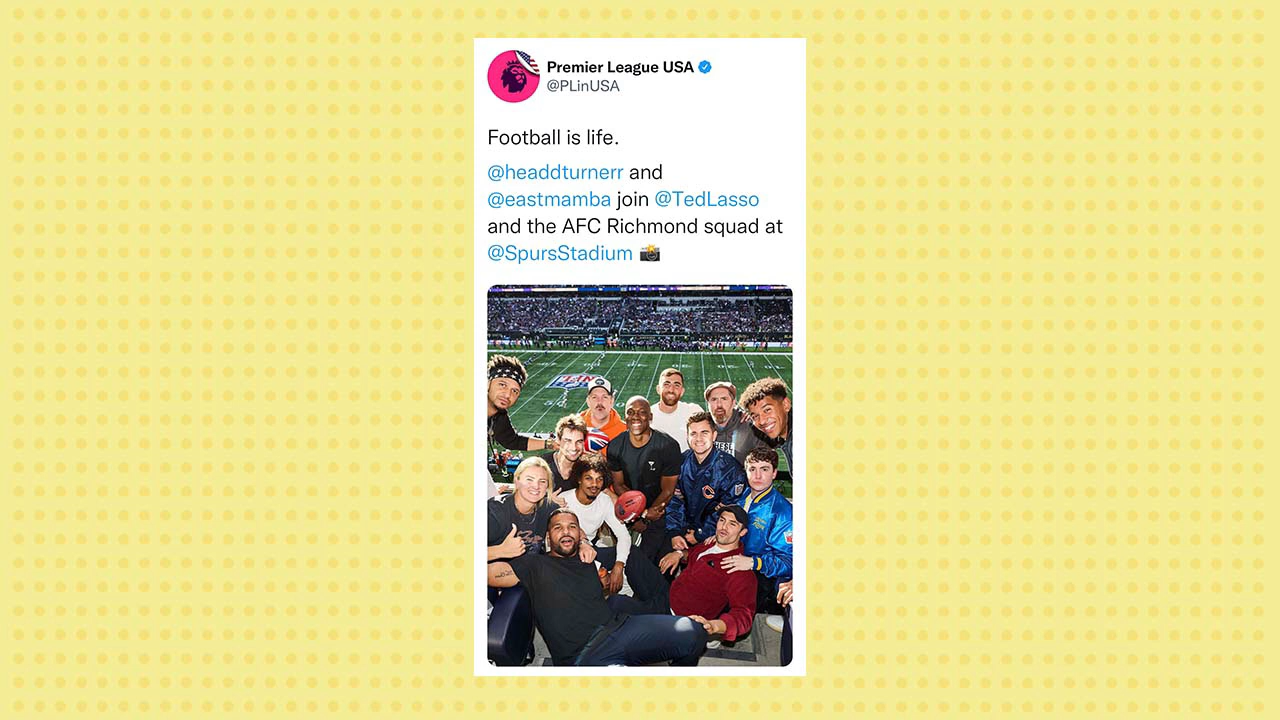 Premier League USA
@PLinUSA
Football is life.
@headdturnerr and
@eastmamba join @TedLasso
and the AFC Richmond squad at
@SpursStadium